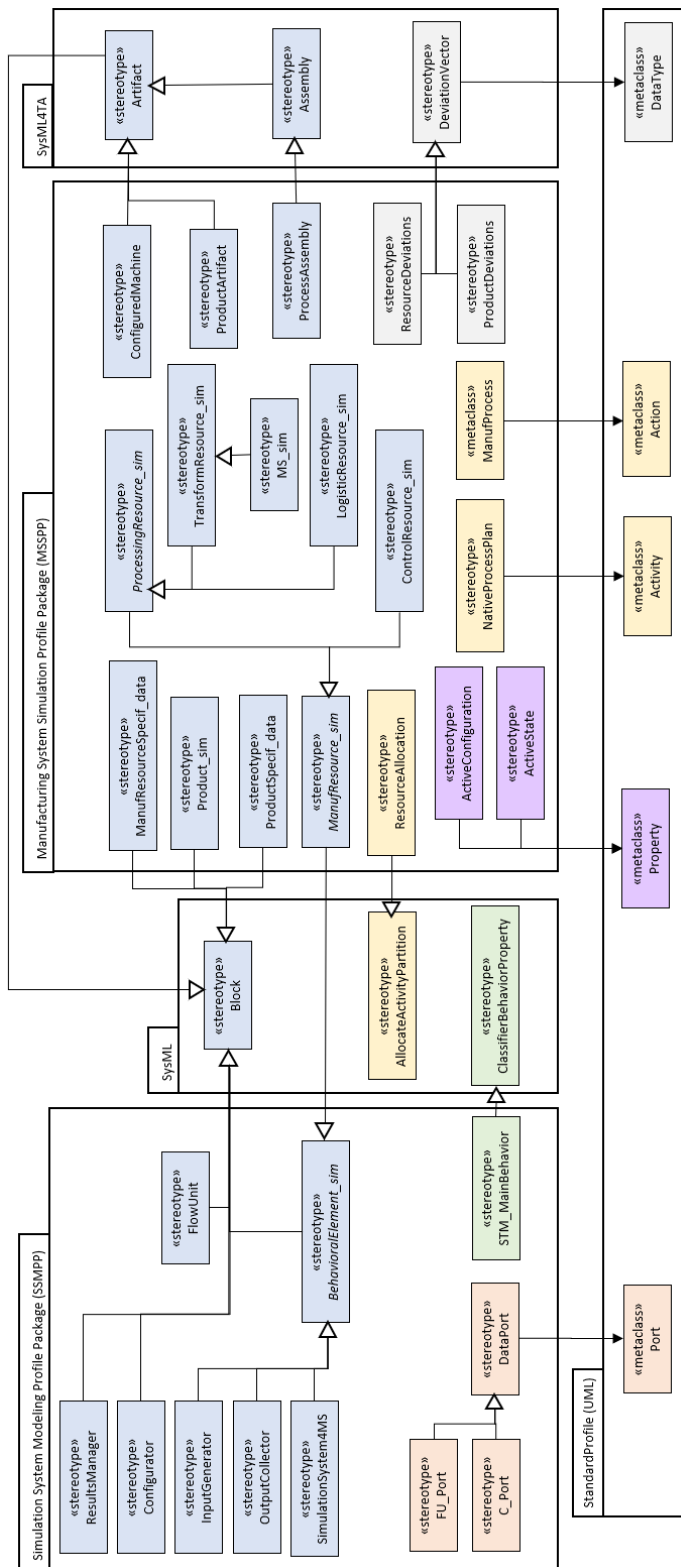 Simulation System Modeling Profile Package (SSMPP)
«stereotype»
ResultsManager
«stereotype»
Configurator
«stereotype»
InputGenerator
«stereotype»
OutputCollector
«stereotype»
SimulationSystem4MS
«stereotype»
FlowUnit
«stereotype»
BehavioralElement_sim
«stereotype»
FU_Port
«stereotype»
C_Port
«stereotype»
DataPort
«stereotype»
STM_MainBehavior
SysML
«stereotype»
Block
«stereotype»
AllocateActivityPartition
«stereotype»
ClassifierBehaviorProperty
Manufacturing System Simulation Profile Package (MSSPP)
«stereotype»
ManufResourceSpecif_data
«stereotype»
Product_sim
«stereotype»
ProductSpecif_data
«stereotype»
ManufResource_sim
«stereotype»
ResourceAllocation
«stereotype»
ActiveConfiguration
«stereotype»
ActiveState
«stereotype»
ProcessingResource_sim
«stereotype»
TransformResource_sim
«stereotype»
MS_sim
«stereotype»
LogisticResource_sim
«stereotype»
ControlResource_sim
«stereotype»
NativeProcessPlan
«metaclass»
ManufProcess
«stereotype»
ConfiguredMachine
«stereotype»
ProductArtifact
«stereotype»
ProcessAssembly
«stereotype»
ResourceDeviations
«stereotype»
ProductDeviations
SysML4TA
«stereotype»
Artifact
«stereotype»
Assembly
«stereotype»
DeviationVector
StandardProfile (UML)
«metaclass»
Port
«metaclass»
Property
«metaclass»
Activity
«metaclass»
Action
«metaclass»
DataType